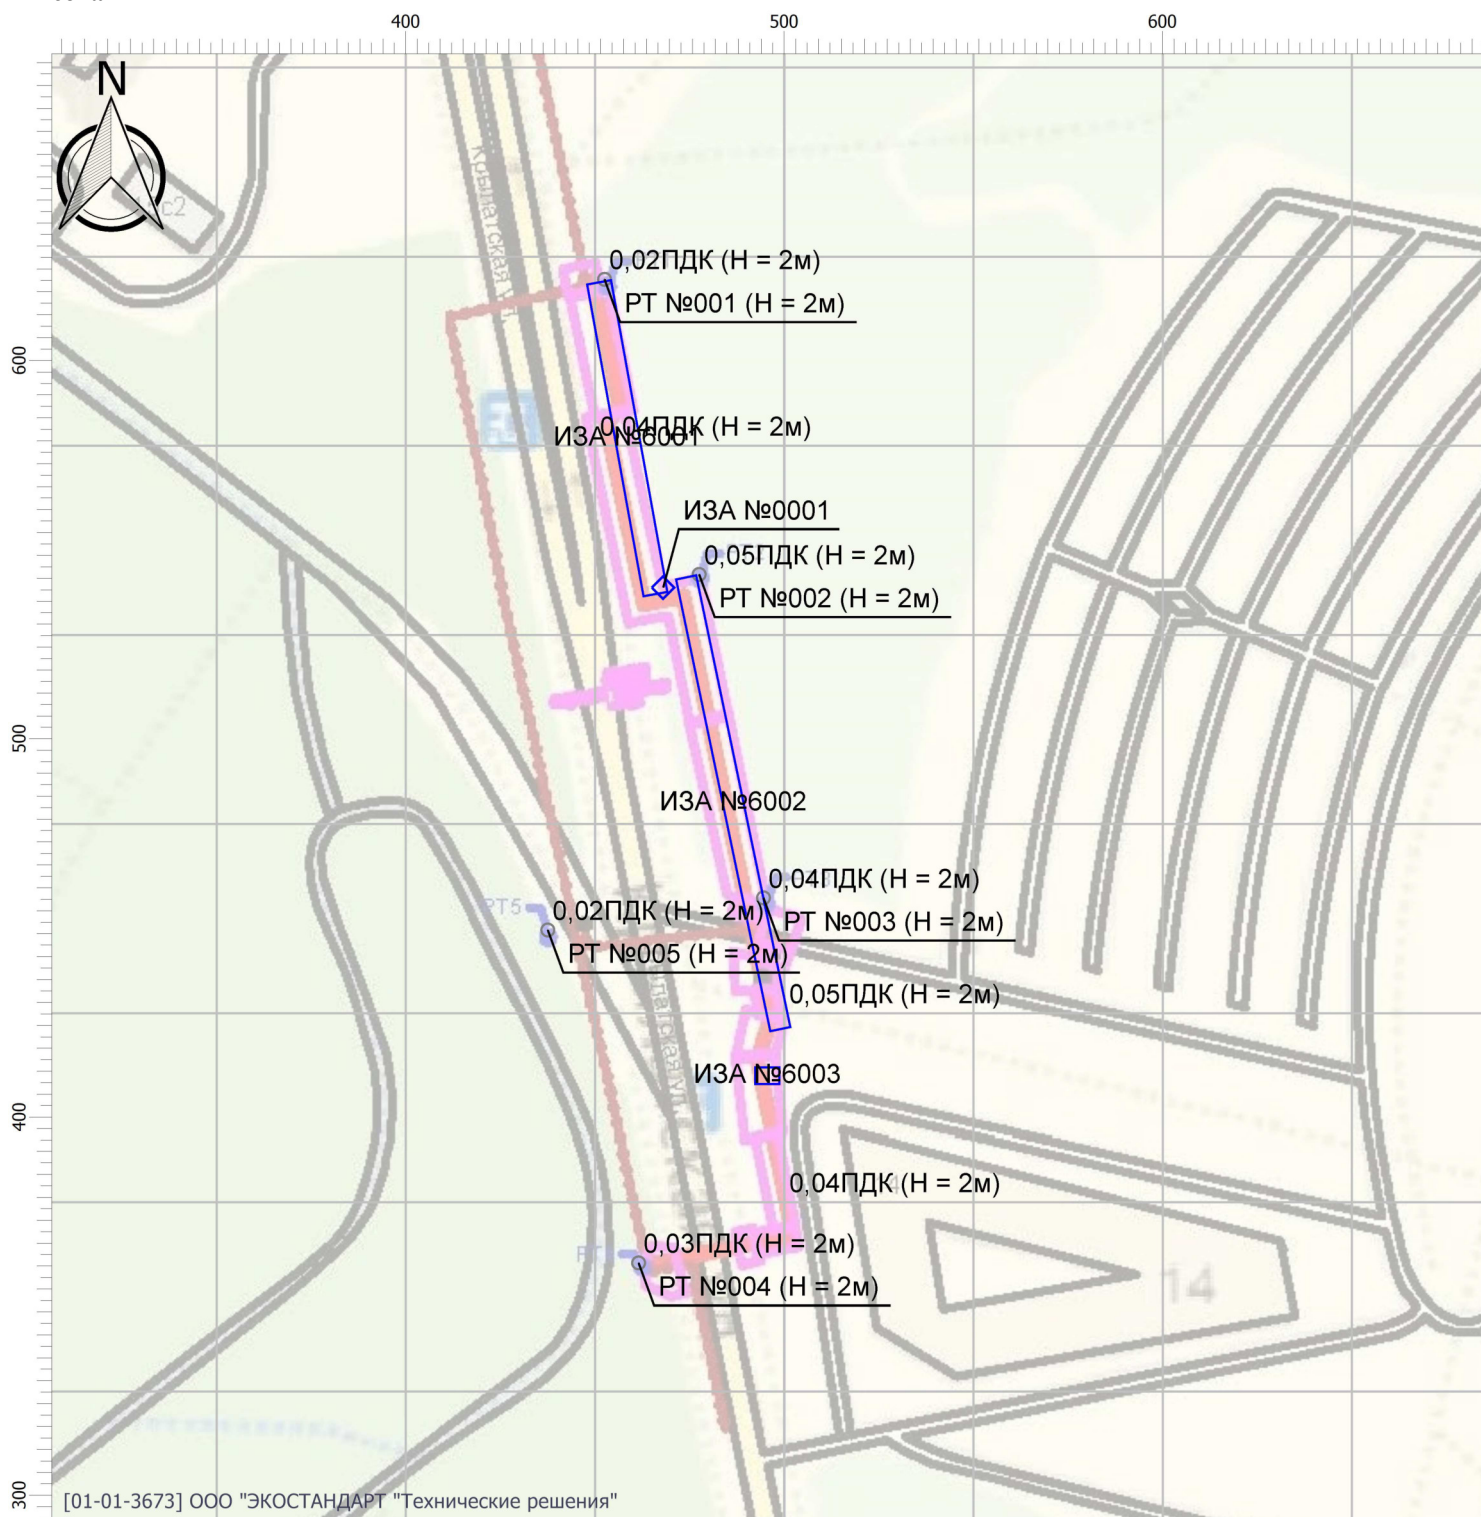 400
500
600
N
15с2
0,02ПДК (Н = 2м)
РТ №001 (Н = 2м)
600
0,04ПДК (Н = 2м)
ИЗА №6001
ИЗА №0001
0,05ПДК (Н = 2м)
РТ №002 (Н = 2м)
500
ИЗА №6002
0,04ПДК (Н = 2м)
РТ5
0,02ПДК (Н = 2м)
РТ №003 (Н = 2м)
РТ №005 (Н = 2м)
0,05ПДК (Н = 2м)
ИЗА №6003
400
0,04ПДК (Н = 2м)
0,03ПДК (Н = 2м)
РТ №004 (Н = 2м)
14
300
[01-01-3673] ООО "ЭКОСТАНДАРТ "Технические решения"